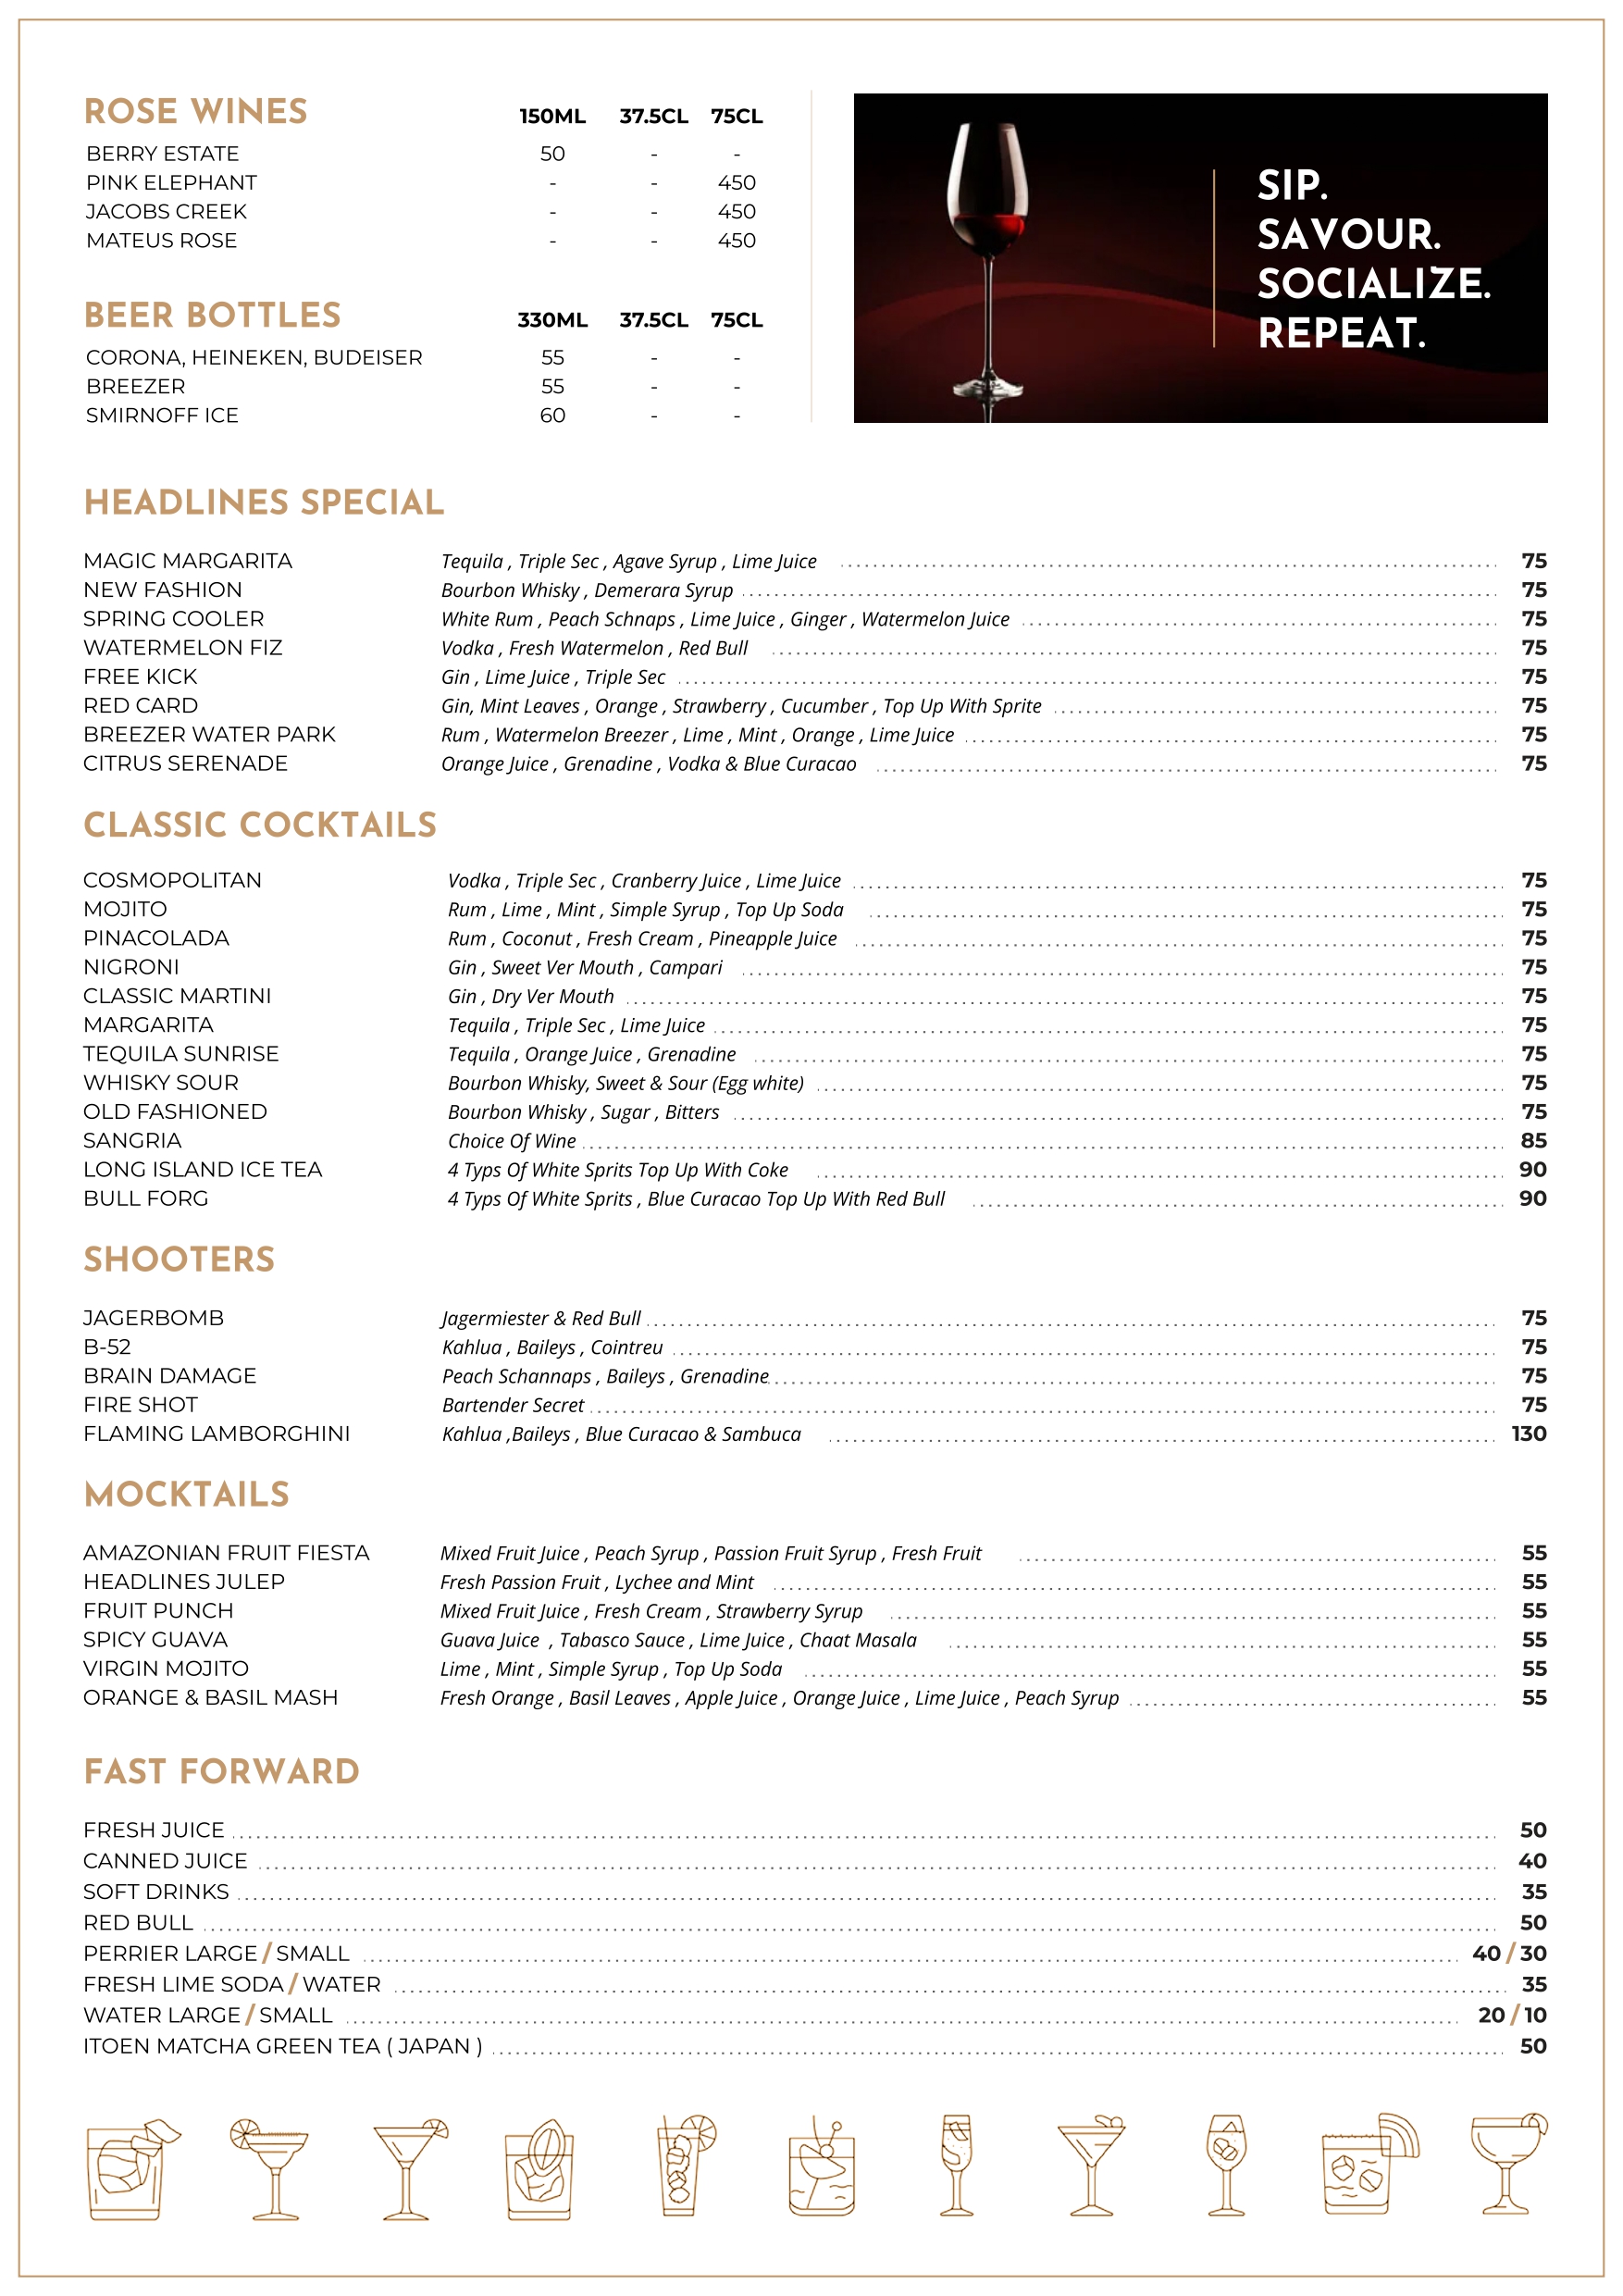 ROSE WINES 150ML 37.5CL 75CL
BERRY ESTATE 50 - -
PINK ELEPHANT - - 450
JACOBS CREEK - - 450
MATEUS ROSE - - 450
BEER BOTTLES 330ML 37.5CL 75CL
CORONA, HEINEKEN, BUDEISER 55 - -
BREEZER 55 - -
SMIRNOFF ICE 60 - -
SIP.
SAVOUR.
SOCIALIZE.
REPEAT.
HEADLINES SPECIAL
MAGIC MARGARITA Tequila , Triple Sec , Agave Syrup , Lime Juice 75
NEW FASHION Bourbon Whisky , Demerara Syrup 75
SPRING COOLER White Rum , Peach Schnaps , Lime Juice , Ginger , Watermelon Juice 75
WATERMELON FIZ Vodka , Fresh Watermelon , Red Bull 75
FREE KICK Gin , Lime Juice , Triple Sec 75
RED CARD Gin, Mint Leaves , Orange , Strawberry , Cucumber , Top Up With Sprite 75
BREEZER WATER PARK Rum , Watermelon Breezer , Lime , Mint , Orange , Lime Juice 75
CITRUS SERENADE Orange Juice , Grenadine , Vodka & Blue Curacao 75
CLASSIC COCKTAILS
COSMOPOLITAN Vodka , Triple Sec , Cranberry Juice , Lime Juice 75
MOJITO Rum , Lime , Mint , Simple Syrup , Top Up Soda 75
PINACOLADA Rum , Coconut , Fresh Cream , Pineapple Juice 75
NIGRONI Gin , Sweet Ver Mouth , Campari 75
CLASSIC MARTINI Gin , Dry Ver Mouth 75
MARGARITA Tequila , Triple Sec , Lime Juice 75
TEQUILA SUNRISE Tequila , Orange Juice , Grenadine 75
WHISKY SOUR Bourbon Whisky, Sweet & Sour (Egg white) 75
OLD FASHIONED Bourbon Whisky , Sugar , Bitters 75
SANGRIA Choice Of Wine 85
LONG ISLAND ICE TEA 4 Typs Of White Sprits Top Up With Coke 90
BULL FORG 4 Typs Of White Sprits , Blue Curacao Top Up With Red Bull 90
SHOOTERS
JAGERBOMB Jagermiester & Red Bull 75
B-52 Kahlua , Baileys , Cointreu 75
BRAIN DAMAGE Peach Schannaps , Baileys , Grenadine 75
FIRE SHOT Bartender Secret 75
FLAMING LAMBORGHINI Kahlua ,Baileys , Blue Curacao & Sambuca 130
MOCKTAILS
AMAZONIAN FRUIT FIESTA Mixed Fruit Juice , Peach Syrup , Passion Fruit Syrup , Fresh Fruit 55
HEADLINES JULEP Fresh Passion Fruit , Lychee and Mint 55
FRUIT PUNCH Mixed Fruit Juice , Fresh Cream , Strawberry Syrup 55
SPICY GUAVA Guava Juice , Tabasco Sauce , Lime Juice , Chaat Masala 55
VIRGIN MOJITO Lime , Mint , Simple Syrup , Top Up Soda 55
ORANGE & BASIL MASH Fresh Orange , Basil Leaves , Apple Juice , Orange Juice , Lime Juice , Peach Syrup 55
FAST FORWARD
FRESH JUICE 50
CANNED JUICE 40
SOFT DRINKS 35
RED BULL 50
PERRIER LARGE / SMALL 40 / 30
FRESH LIME SODA / WATER 35
WATER LARGE / SMALL 20 / 10
ITOEN MATCHA GREEN TEA ( JAPAN ) 50